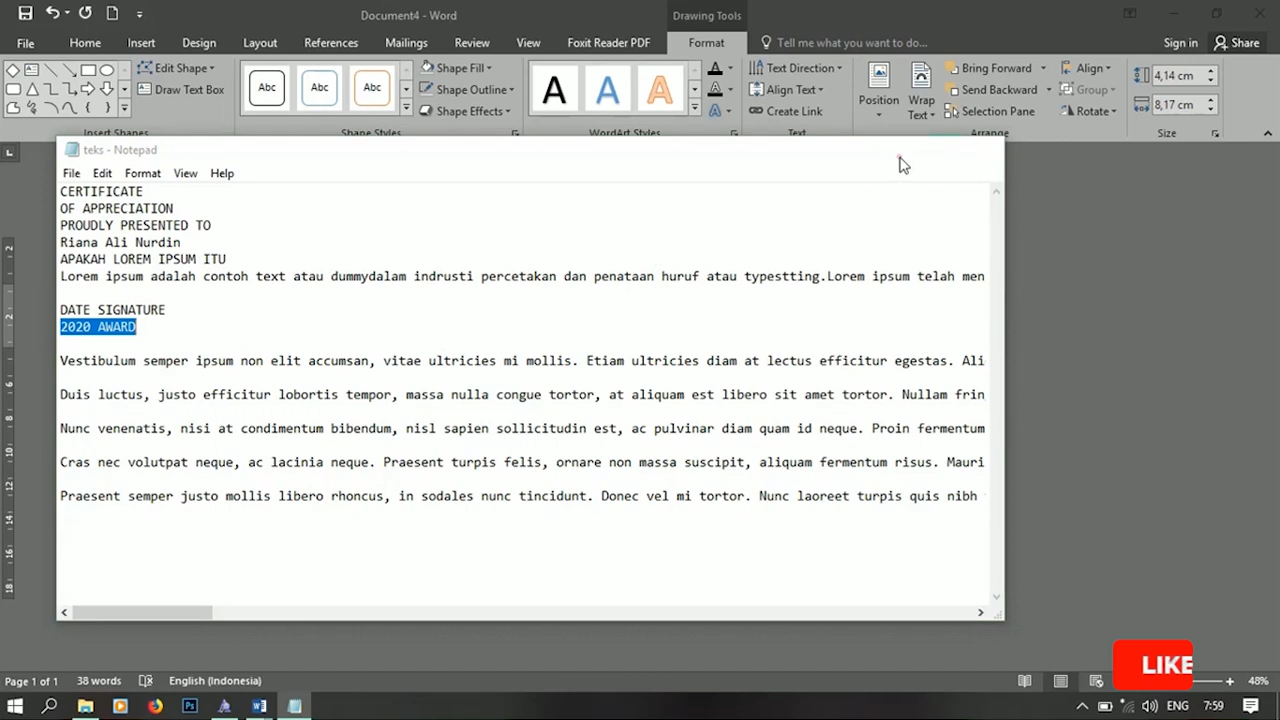 Document4 - Word
Drawing Tools
File Home Insert Design Layout References Mailings Review View Foxit Reader PDF Format Tell me what you want to do... Sign in Share
Edit Shape
Draw Text Box
Insert Shapes
Abc Abc Abc
Shape Fill
Shape Outline
Shape Effects
Shape Styles
A A A
WordArt Styles
Text Direction
Align Text
Create Link
Text
Position
Wrap
Text
Bring Forward
Send Backward
Selection Pane
Align
Group
Rotate
Arrange
4,14 cm
8,17 cm
Size
teks - Notepad
File Edit Format View Help
CERTIFICATE
OF APPRECIATION
PROUDLY PRESENTED TO
Riana Ali Nurdin
APAKAH LOREM IPSUM ITU
Lorem ipsum adalah contoh text atau dummydalam indrusti percetakan dan penataan huruf atau typestting.Lorem ipsum telah men
DATE SIGNATURE
2020 AWARD
Vestibulum semper ipsum non elit accumsan, vitae ultricies mi mollis. Etiam ultricies diam at lectus efficitur egestas. Ali
Duis luctus, justo efficitur lobortis tempor, massa nulla congue tortor, at aliquam est libero sit amet tortor. Nullam frin
Nunc venenatis, nisi at condimentum bibendum, nisl sapien sollicitudin est, ac pulvinar diam quam id neque. Proin fermentum
Cras nec volutpat neque, ac lacinia neque. Praesent turpis felis, ornare non massa suscipit, aliquam fermentum risus. Mauri
Praesent semper justo mollis libero rhoncus, in sodales nunc tincidunt. Donec vel mi tortor. Nunc laoreet turpis quis nibh
2
2
6
8
10
12
14
16
18
LIKE
Page 1 of 1 38 words English (Indonesia) 48%
ENG 7:59